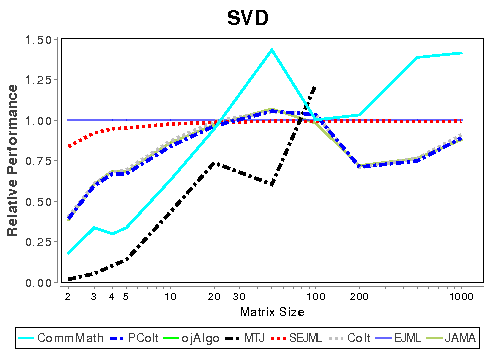 SVD
1.50
1.25
1.00
0.75
0.50
0.25
0.00
Relative Performance
2 3 4 5 10 20 30 100 200 1000
Matrix Size
CommMath PColt ojAlgo MTJ SEJML Colt EJML JAMA